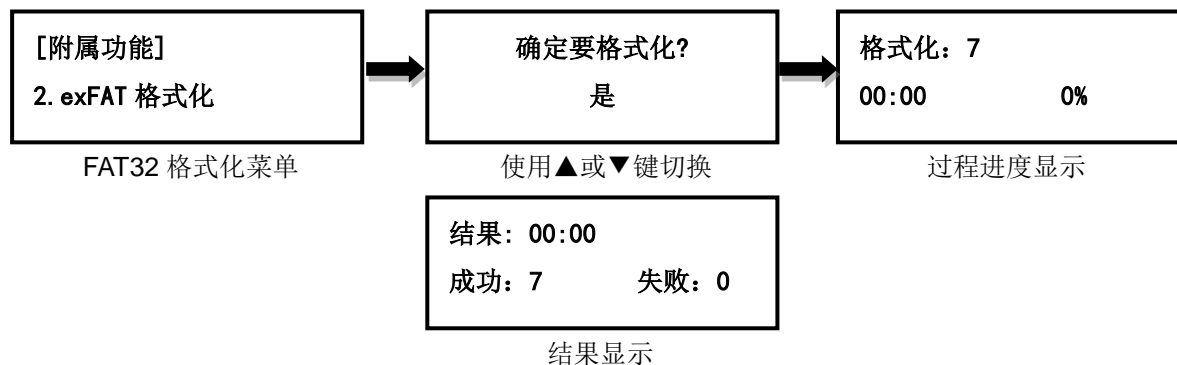 [附属功能]
2.exFAT 格式化
FAT32 格式化菜单
确定要格式化?
是
使用▲或▼键切换
格式化: 7
00:00 0%
过程进度显示
结果: 00:00
成功: 7 失败: 0
结果显示